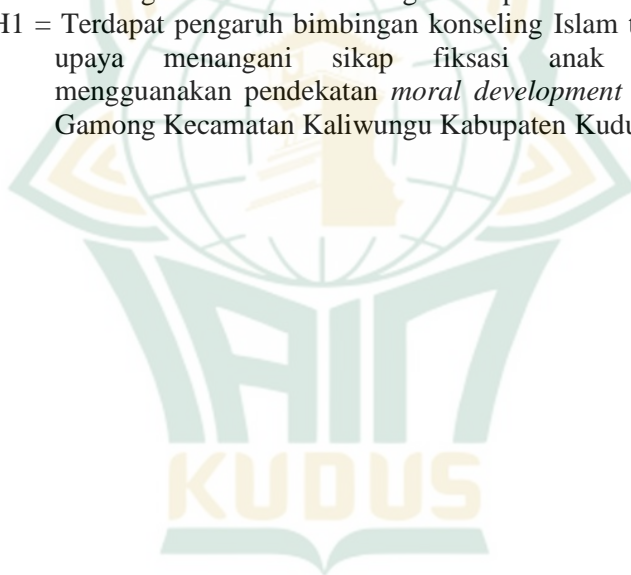 H1 = Terdapat pengaruh bimbingan konseling Islam
upaya menangani sikap fiksasi anak
mengguanakan pendekatan moral development
Gamong Kecamatan Kaliwungu Kabupaten
IAIN
KUDUS